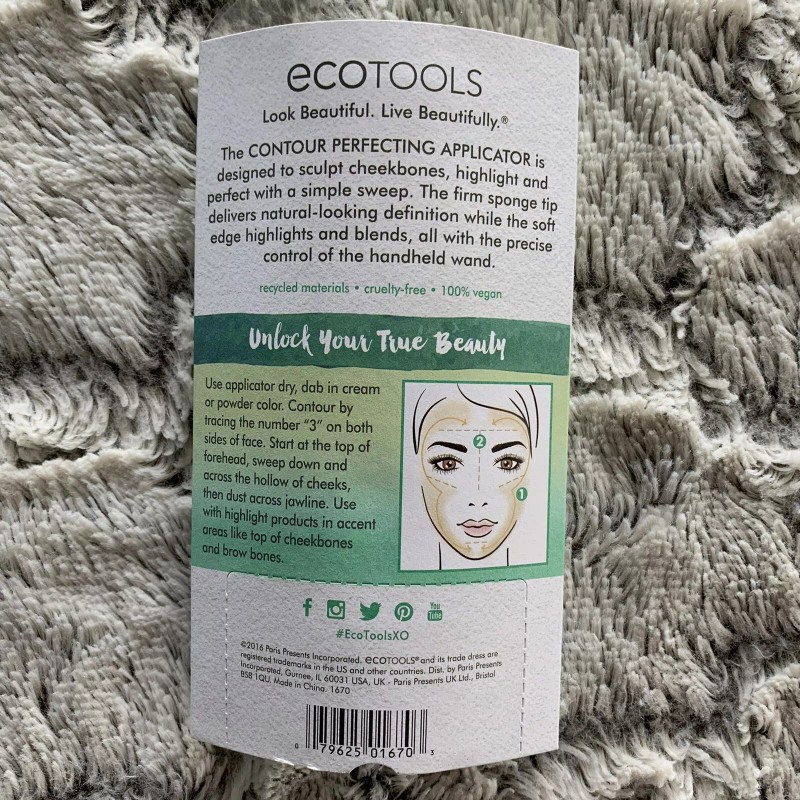 ecoTOOLS
Look Beautiful. Live Beautifully.®
The CONTOUR PERFECTING APPLICATOR is
designed to sculpt cheekbones, highlight and
perfect with a simple sweep. The firm sponge tip
delivers natural-looking definition while the soft
edge highlights and blends, all with the precise
control of the handheld wand.
recycled materials • cruelty-free • 100% vegan
Unlock Your True Beauty
Use applicator dry, dab in cream
or powder color. Contour by
tracing the number “3” on both
sides of face. Start at the top of
forehead, sweep down and
across the hollow of cheeks,
then dust across jawline. Use
with highlight products in accent
areas like top of cheekbones
and brow bones.
2
1
You
Tube
#EcoToolsXO
©2016 Paris Presents Incorporated. ecoTOOLS® and its trade dress are
registered trademarks in the US and other countries. Dist. by Paris Presents
Incorporated, Gurnee, IL 60031 USA, UK - Paris Presents UK Ltd., Bristol
BS8 1QU. Made in China. 1670
0 79625 01670 3